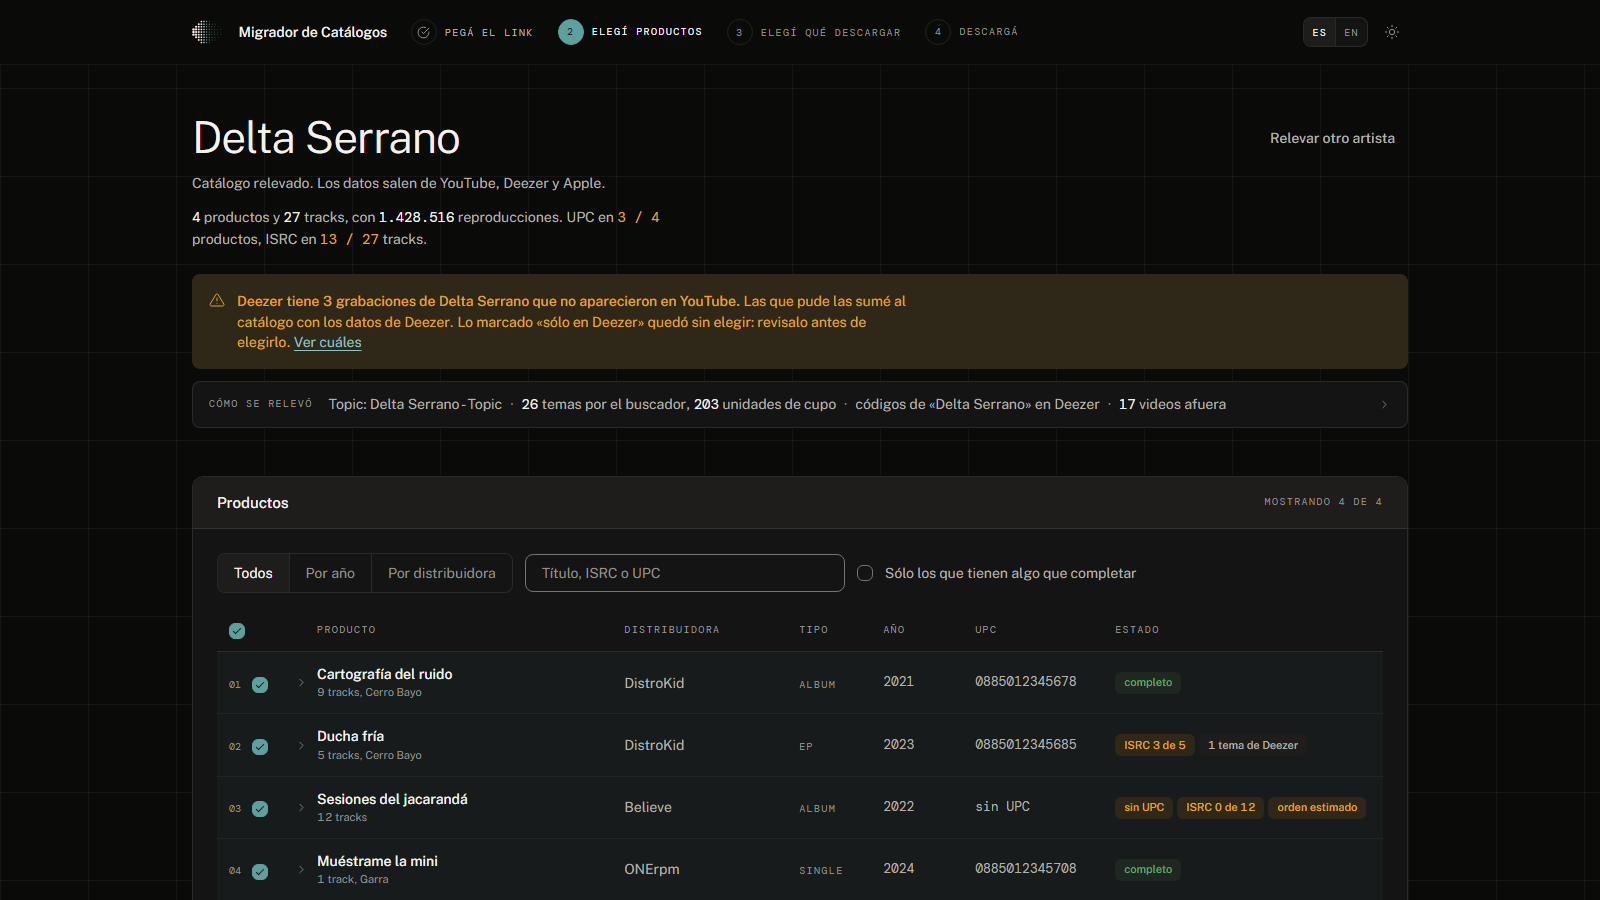 Migrador de Catálogos
PEGÁ EL LINK
2 ELEGÍ PRODUCTOS
3 ELEGÍ QUÉ DESCARGAR
4 DESCARGÁ
ES EN
Delta Serrano
Relevar otro artista
Catálogo relevado. Los datos salen de YouTube, Deezer y Apple.
4 productos y 27 tracks, con 1.428.516 reproducciones. UPC en 3 / 4
productos, ISRC en 13 / 27 tracks.
Deezer tiene 3 grabaciones de Delta Serrano que no aparecieron en YouTube. Las que pude las sumé al
catálogo con los datos de Deezer. Lo marcado «sólo en Deezer» quedó sin elegir: revisalo antes de
elegirlo. Ver cuáles
CÓMO SE RELEVÓ Topic: Delta Serrano - Topic · 26 temas por el buscador, 203 unidades de cupo · códigos de «Delta Serrano» en Deezer · 17 videos afuera
Productos
MOSTRANDO 4 DE 4
Todos Por año Por distribuidora Título, ISRC o UPC Sólo los que tienen algo que completar
PRODUCTO DISTRIBUIDORA TIPO AÑO UPC ESTADO
01 Cartografía del ruido DistroKid ALBUM 2021 0885012345678 completo
9 tracks, Cerro Bayo
02 Ducha fría DistroKid EP 2023 0885012345685 ISRC 3 de 5 1 tema de Deezer
5 tracks, Cerro Bayo
03 Sesiones del jacarandá Believe ALBUM 2022 sin UPC sin UPC ISRC 0 de 12 orden estimado
12 tracks
04 Muéstrame la mini ONErpm SINGLE 2024 0885012345708 completo
1 track, Garra